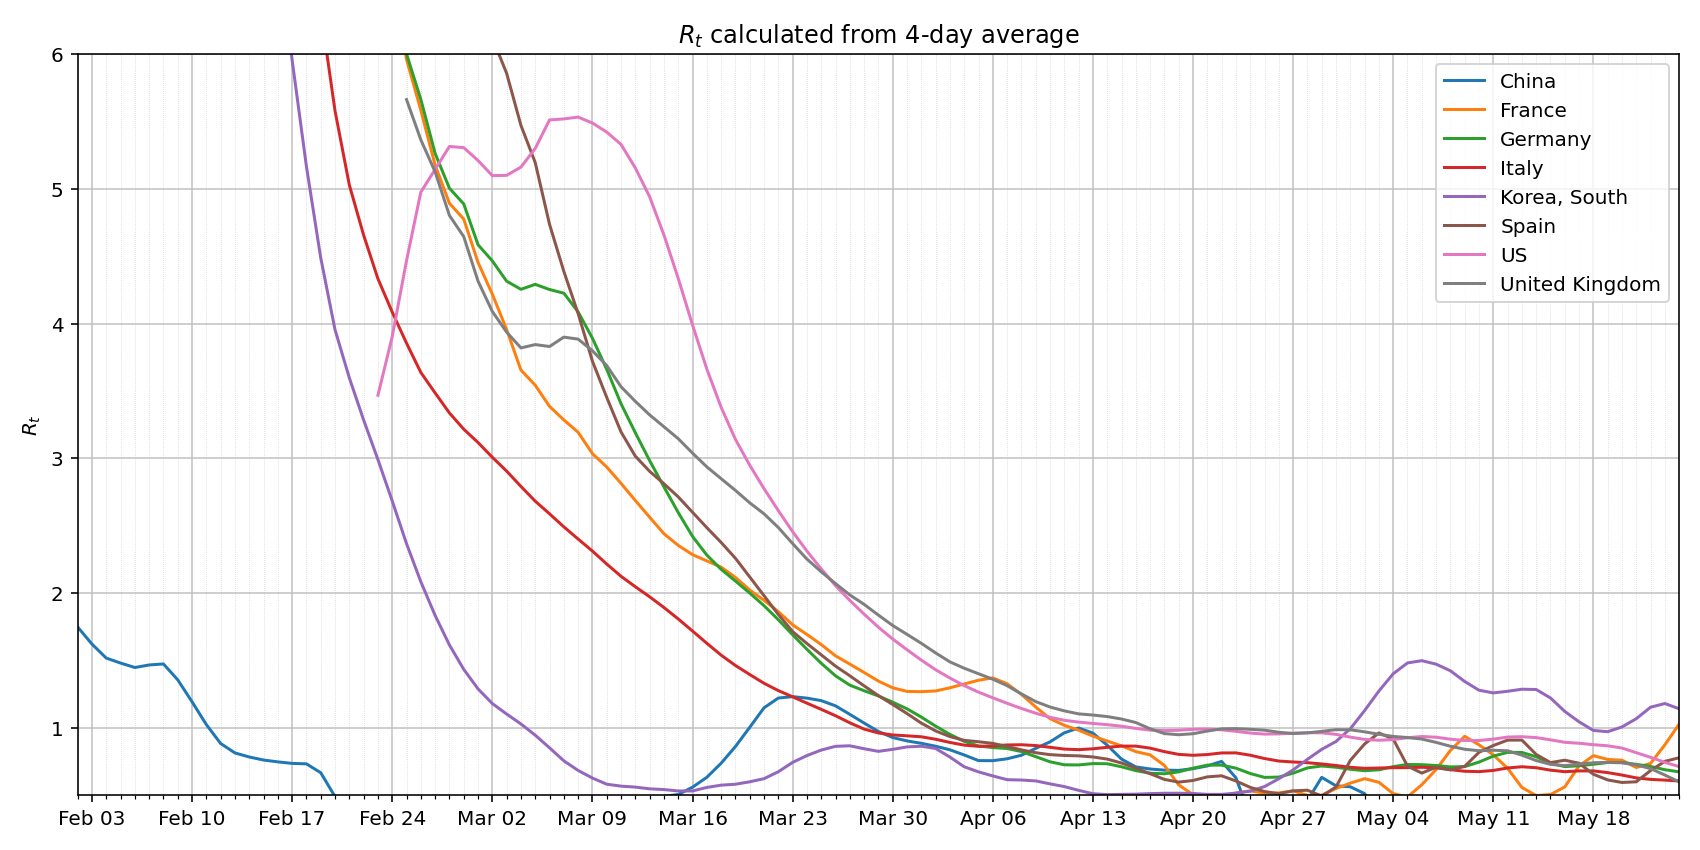 R_t calculated from 4-day average
6
5
4
3
2
1
R_t
China
France
Germany
Italy
Korea, South
Spain
US
United Kingdom
Feb 03 Feb 10 Feb 17 Feb 24 Mar 02 Mar 09 Mar 16 Mar 23 Mar 30 Apr 06 Apr 13 Apr 20 Apr 27 May 04 May 11 May 18